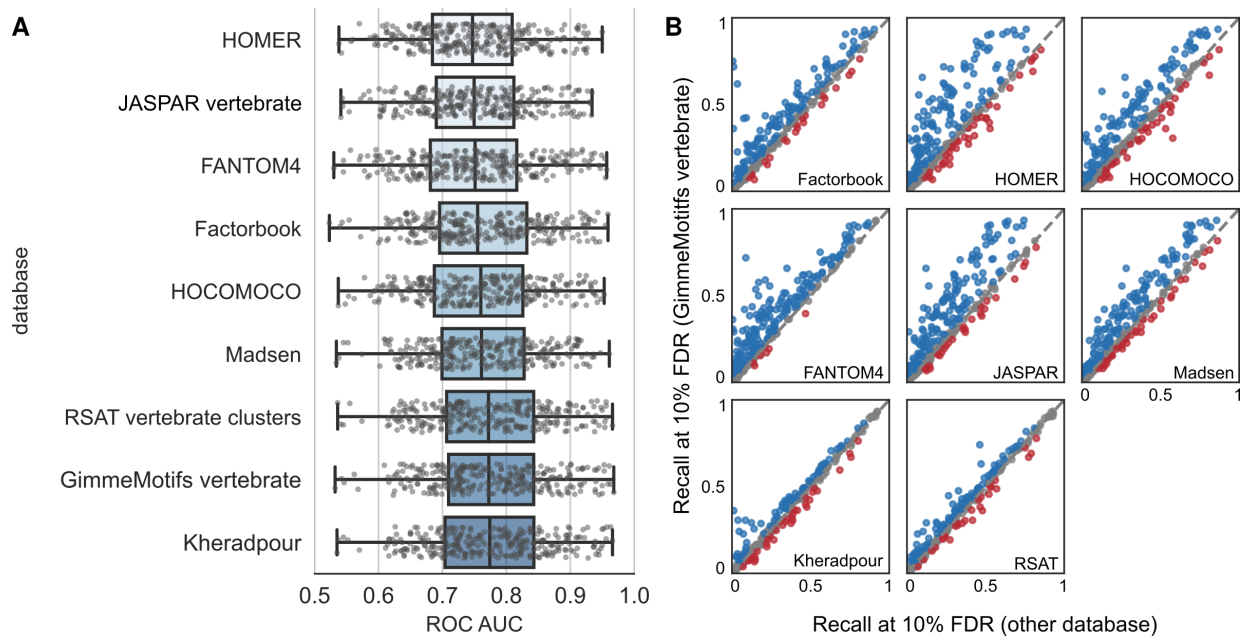 A
database
HOMER
JASPAR vertebrate
FANTOM4
Factorbook
HOCOMOCO
Madsen
RSAT vertebrate clusters
GimmeMotifs vertebrate
Kheradpour
0.5 0.6 0.7 0.8 0.9 1.0
ROC AUC
B
Recall at 10% FDR (GimmeMotifs vertebrate)
1
0.5
0
Factorbook
HOMER
HOCOMOCO
1
0.5
0
FANTOM4
JASPAR
Madsen
0 0.5 1
1
0.5
0
Kheradpour
RSAT
0 0.5 1
0 0.5 1
Recall at 10% FDR (other database)